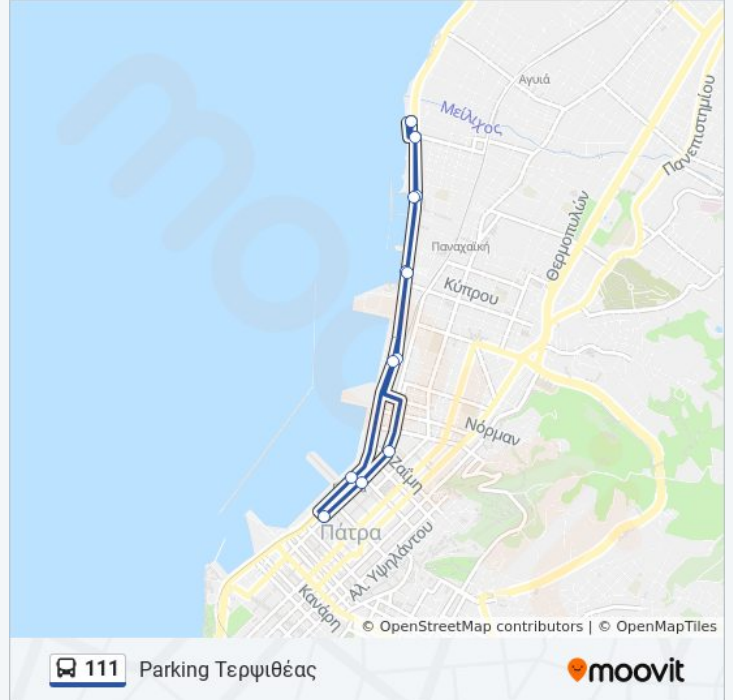 Αγυιά
Μείλιχος
Πανεπιστημίου
Θερμοπυλών
Παναχαϊκή
Κύπρου
Νόρμαν
Ζαΐμη
Πάτρα
Αλ. Υψηλάντου
Κανάρη
© OpenStreetMap contributors | © OpenMapTiles
111 Parking Τερψιθέας
moovit